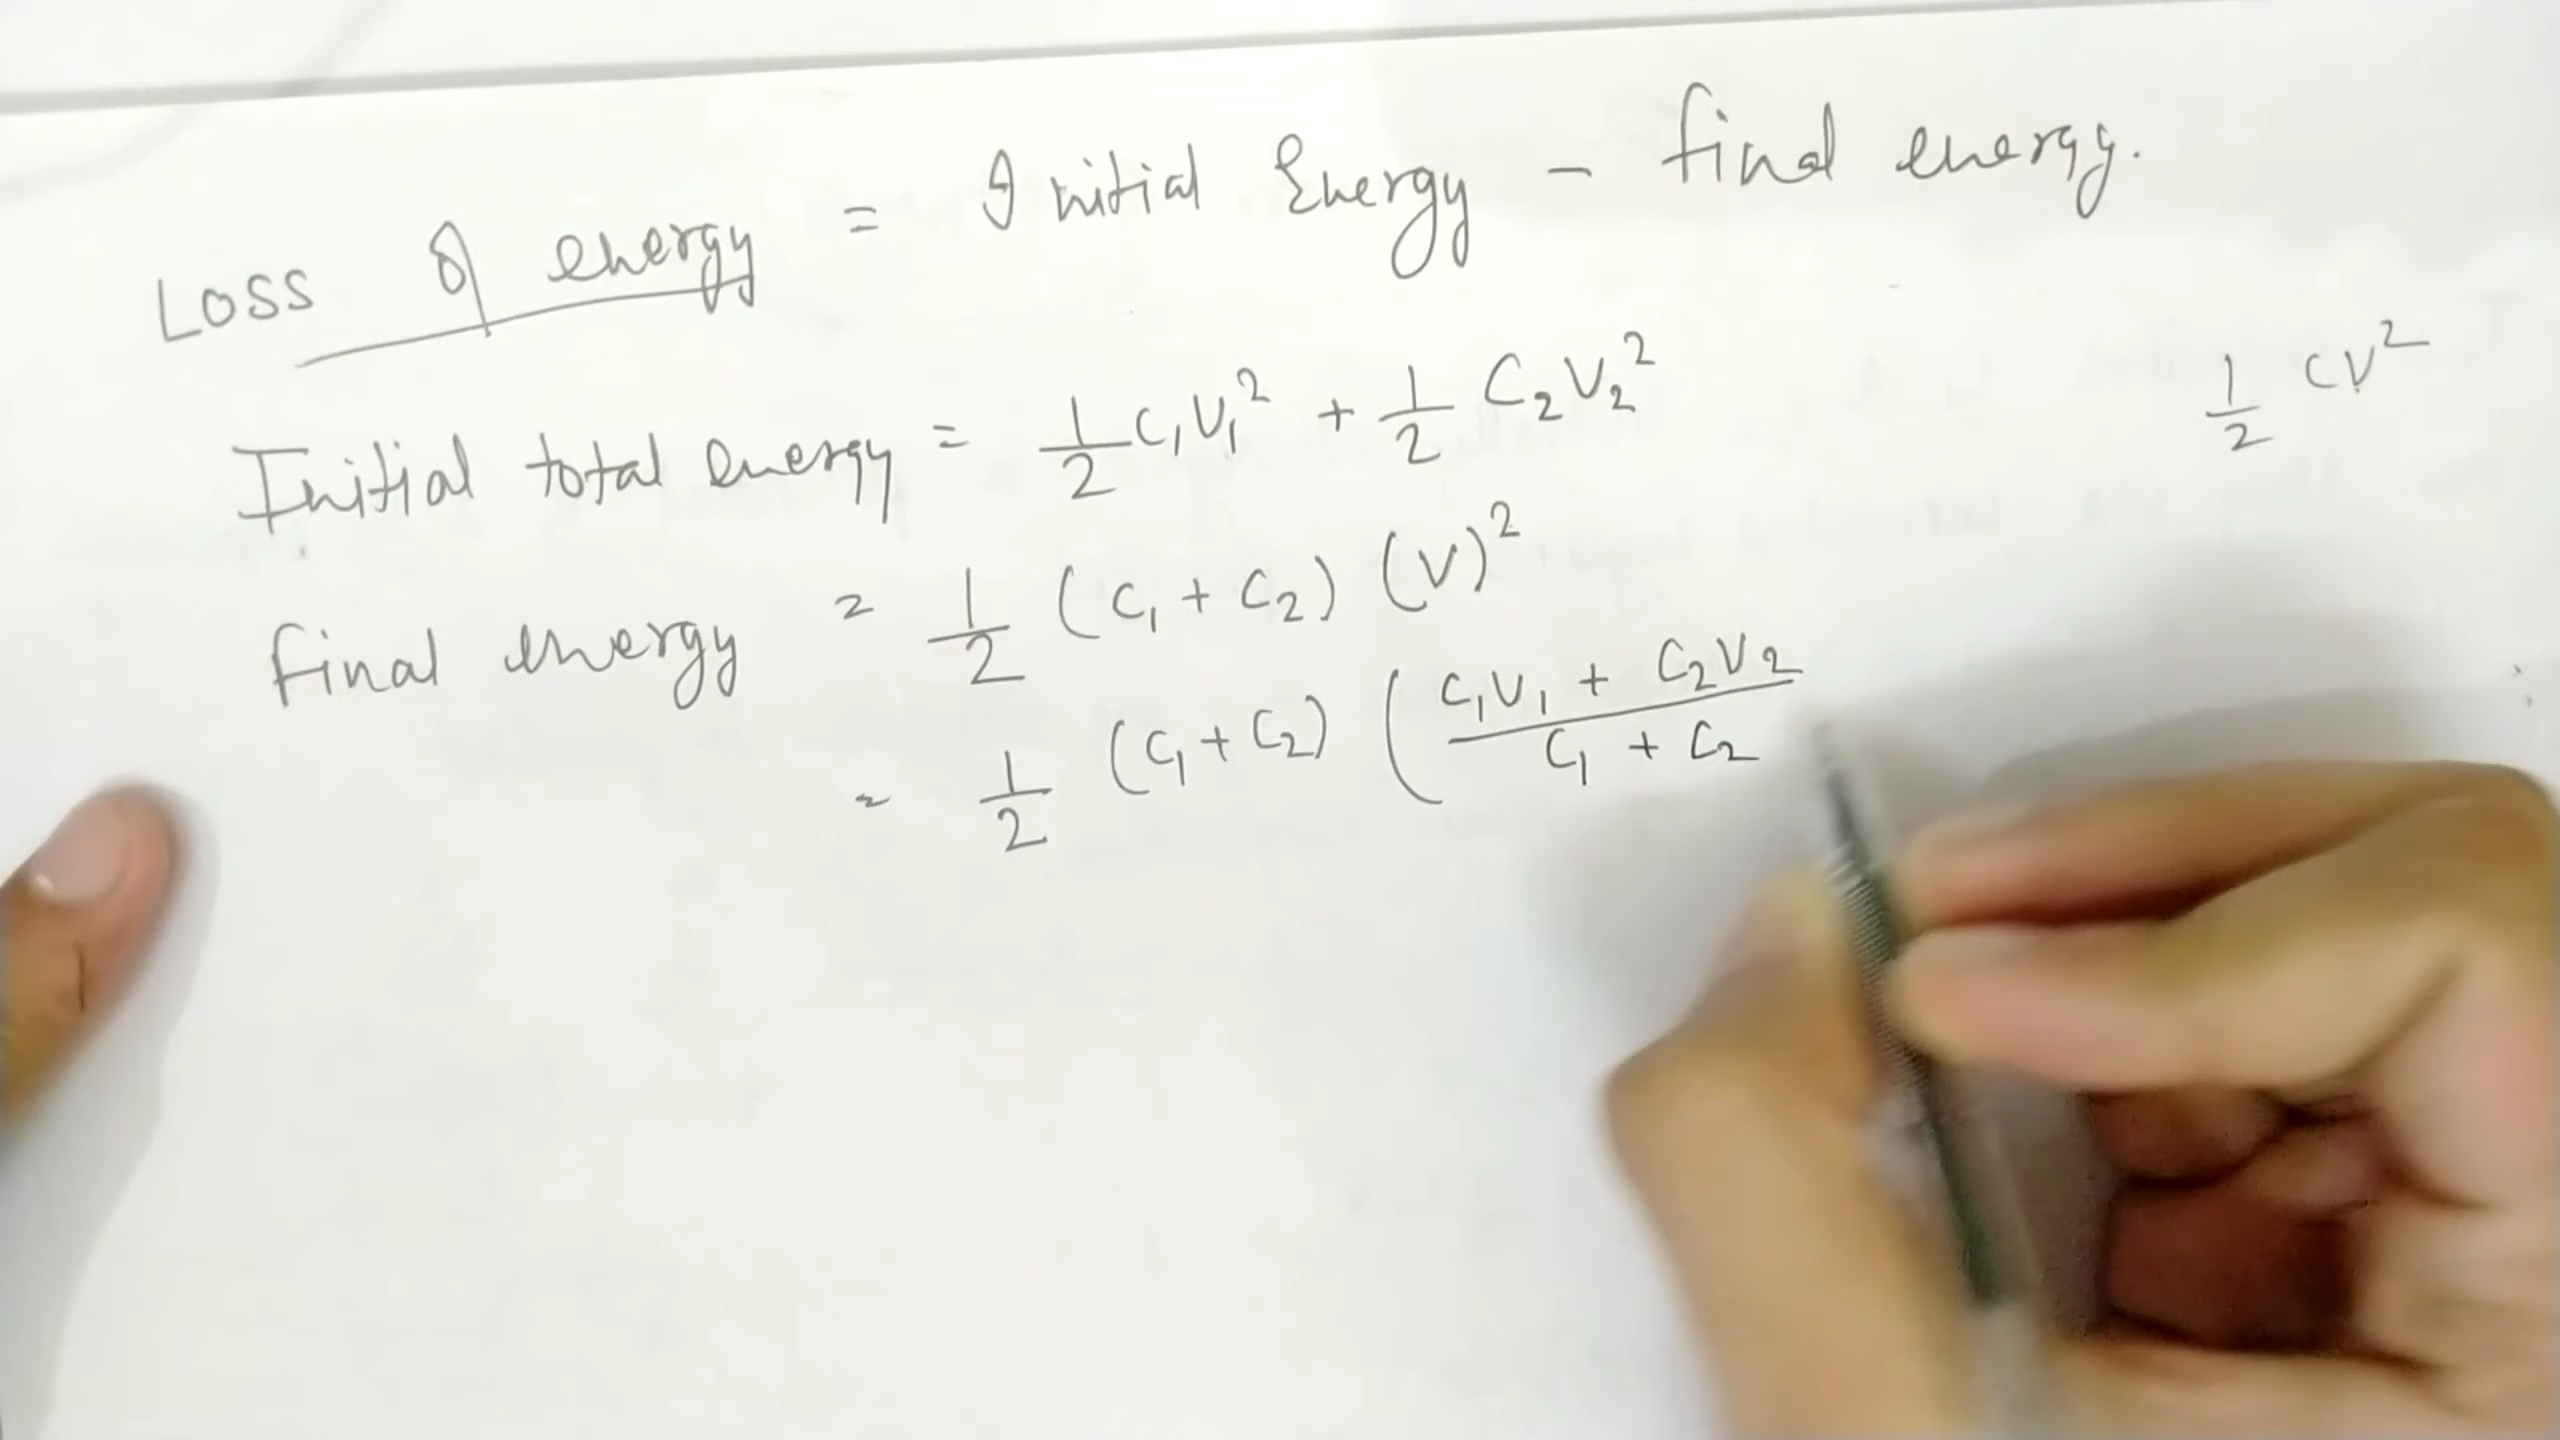 Loss of energy = Initial Energy - final energy.
Initial total energy = 1/2 C₁V₁² + 1/2 C₂V₂²
1/2 CV²
final energy = 1/2 (C₁ + C₂) (V)²
= 1/2 (C₁ + C₂) ( (C₁V₁ + C₂V₂)/(C₁ + C₂)